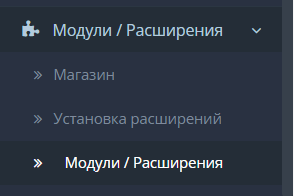 Модули / Расширения
Магазин
Установка расширений
Модули / Расширения